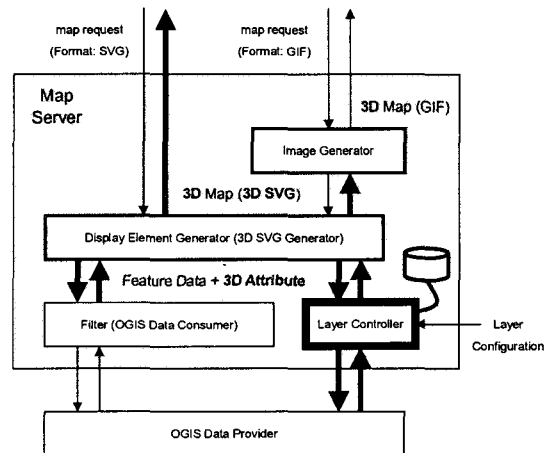 map request
(Format: SVG)
map request
(Format: GIF)
Map
Server
3D Map (GIF)
Image Generator
3D Map (3D SVG)
Display Element Generator (3D SVG Generator)
Feature Data + 3D Attribute
Filter (OGIS Data Consumer)
Layer Controller
Layer
Configuration
OGIS Data Provider